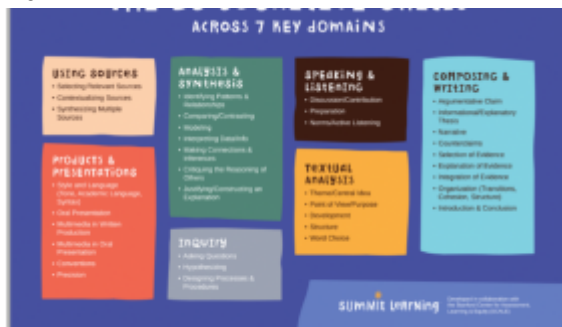 ACROSS 7 KEY DOMAINS
USING SOURCES
• Selecting Relevant Sources
• Contextualizing Sources
• Synthesizing Multiple
Sources
ANALYSIS &
SYNTHESIS
• Identifying Patterns &
Relationships
• Comparing/Contrasting
• Modeling
• Interpreting Data/Info
• Making Connections &
Inferences
• Critiquing the Reasoning of
Others
• Justifying/Constructing an
Explanation
SPEAKING &
LISTENING
• Discussion/Contribution
• Preparation
• Norms/Active Listening
COMPOSING &
WRITING
• Argumentative Claim
• Informational/Explanatory
Thesis
• Narrative
• Counterclaims
• Selection of Evidence
• Explanation of Evidence
• Integration of Evidence
• Organization (Transitions,
Cohesion, Structure)
• Introduction & Conclusion
PRODUCTS &
PRESENTATIONS
• Style and Language
(Tone, Academic Language,
Syntax)
• Oral Presentation
• Multimedia in Written
Production
• Multimedia in Oral
Presentation
• Conventions
• Precision
TEXTUAL
ANALYSIS
• Theme/Central Idea
• Point of View/Purpose
• Development
• Structure
• Word Choice
INQUIRY
• Asking Questions
• Hypothesizing
• Designing Processes &
Procedures
SUMMIT LEARNING